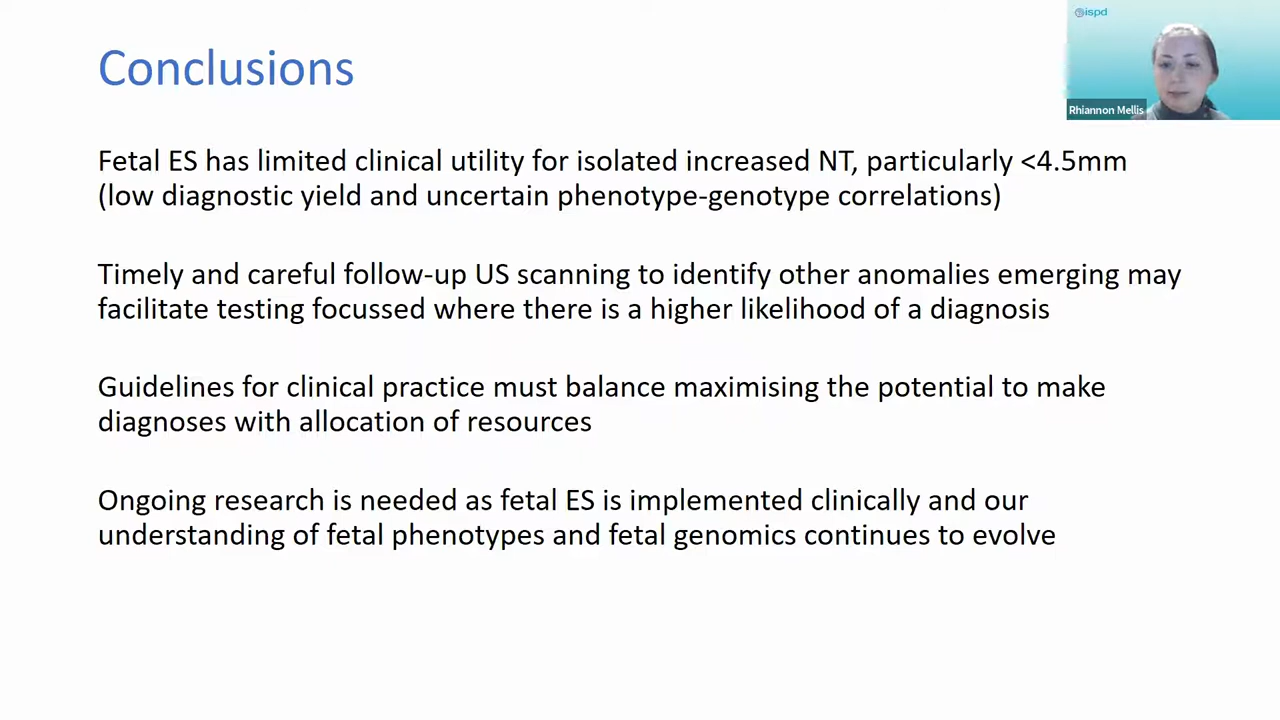 Conclusions
ispd
Rhiannon Mellis
Fetal ES has limited clinical utility for isolated increased NT, particularly <4.5mm
(low diagnostic yield and uncertain phenotype-genotype correlations)
Timely and careful follow-up US scanning to identify other anomalies emerging may
facilitate testing focussed where there is a higher likelihood of a diagnosis
Guidelines for clinical practice must balance maximising the potential to make
diagnoses with allocation of resources
Ongoing research is needed as fetal ES is implemented clinically and our
understanding of fetal phenotypes and fetal genomics continues to evolve